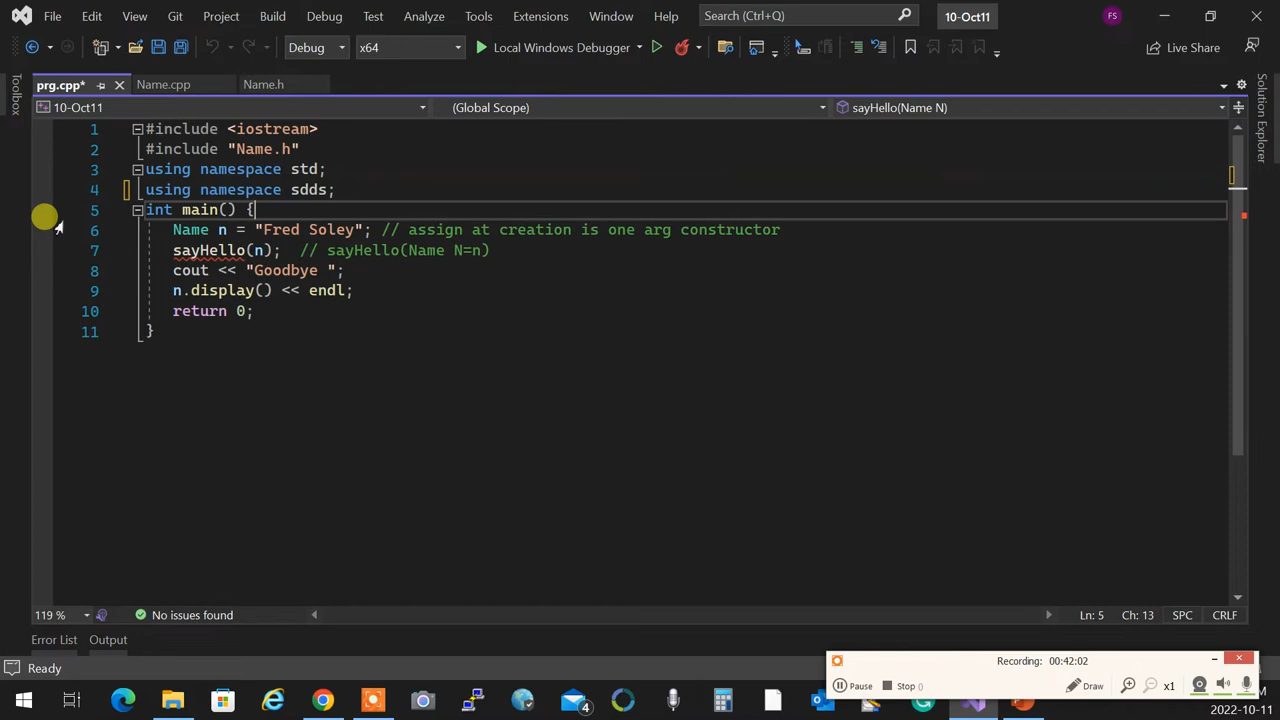 File Edit View Git Project Build Debug Test Analyze Tools Extensions Window Help Search (Ctrl+Q) 10-Oct11 FS
Debug x64 Local Windows Debugger Live Share
prg.cpp* Name.cpp Name.h
10-Oct11 (Global Scope) sayHello(Name N)
Toolbox
Solution Explorer
1 #include <iostream>
2 #include "Name.h"
3 using namespace std;
4 using namespace sdds;
5 int main() {
6 Name n = "Fred Soley"; // assign at creation is one arg constructor
7 sayHello(n); // sayHello(Name N=n)
8 cout << "Goodbye ";
9 n.display() << endl;
10 return 0;
11 }
119 % No issues found Ln: 5 Ch: 13 SPC CRLF
Error List Output
Ready
Recording: 00:42:02
Pause Stop () Draw x1
4
2022-10-11